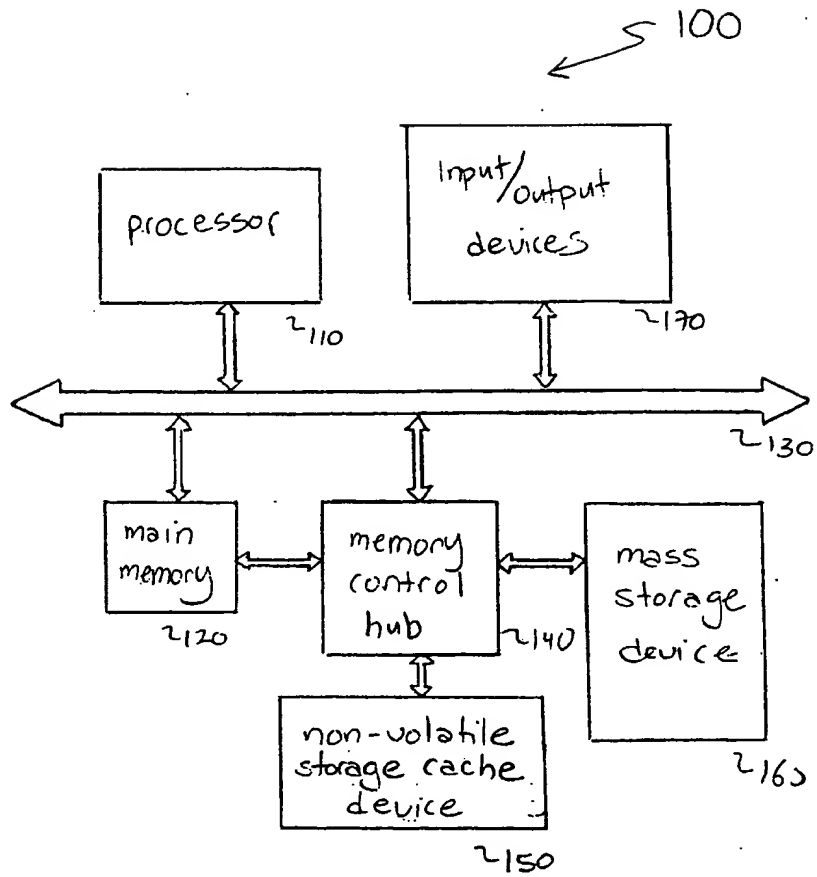 100
processor
110
Input/output
devices
170
130
main
memory
120
memory
control
hub
140
mass
storage
device
160
non-volatile
storage cache
device
150